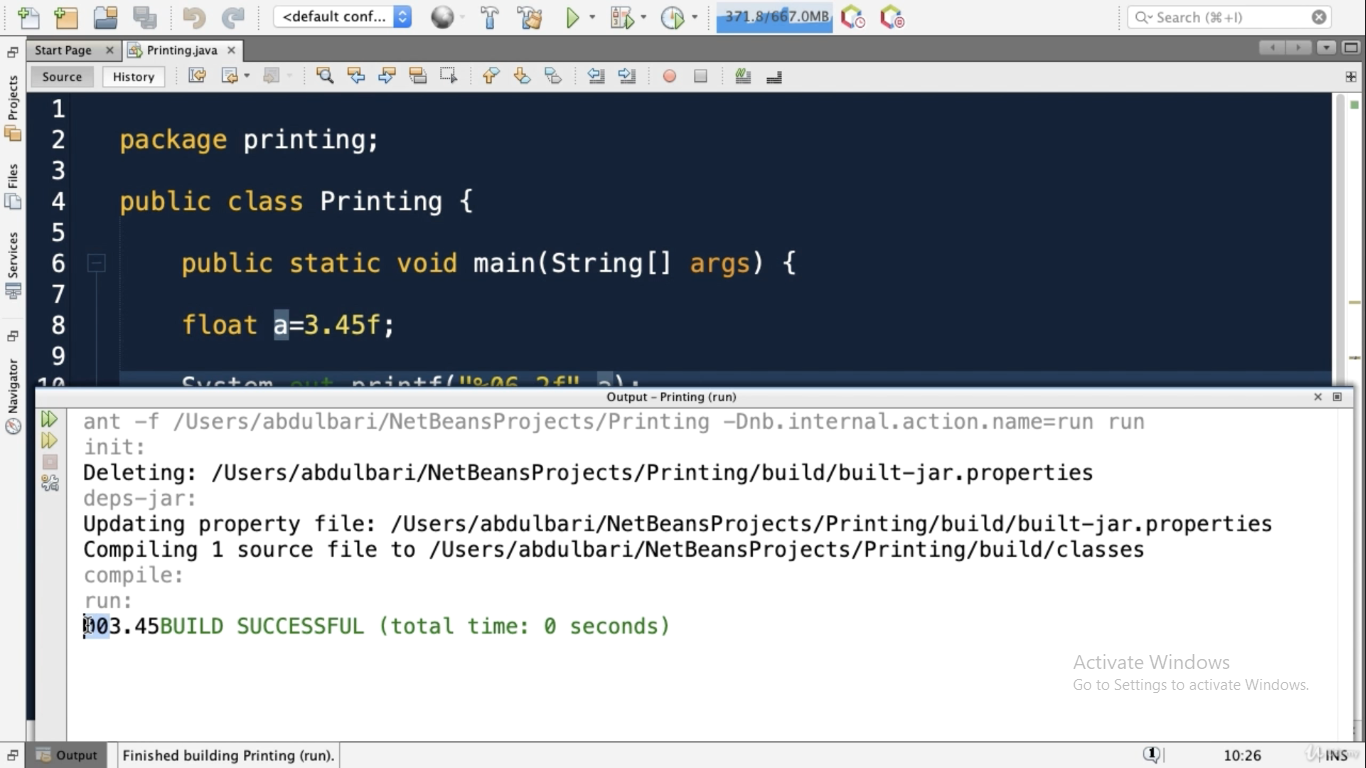 <default conf...
371.8/667.0MB
Search (⌘+I)
Start Page
Printing.java
Source
History
Projects
Files
Services
Navigator
1
2 package printing;
3
4 public class Printing {
5
6 public static void main(String[] args) {
7
8 float a=3.45f;
9
10 System.out.printf("%06.2f",a);
Output – Printing (run)
ant -f /Users/abdulbari/NetBeansProjects/Printing -Dnb.internal.action.name=run run
init:
Deleting: /Users/abdulbari/NetBeansProjects/Printing/build/built-jar.properties
deps-jar:
Updating property file: /Users/abdulbari/NetBeansProjects/Printing/build/built-jar.properties
Compiling 1 source file to /Users/abdulbari/NetBeansProjects/Printing/build/classes
compile:
run:
003.45BUILD SUCCESSFUL (total time: 0 seconds)
Activate Windows
Go to Settings to activate Windows.
Output
Finished building Printing (run).
1
10:26
INS